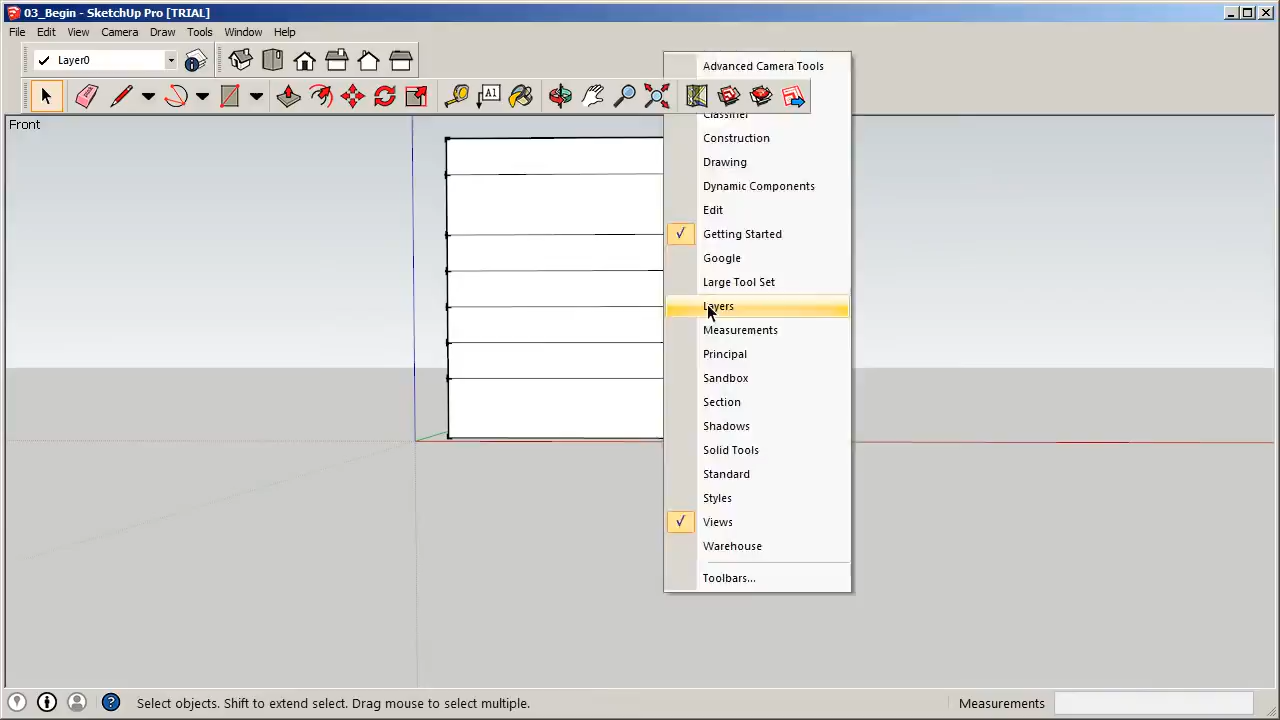 03_Begin - SketchUp Pro [TRIAL]
File Edit View Camera Draw Tools Window Help
Layer0
A1
Front
Advanced Camera Tools
Classifier
Construction
Drawing
Dynamic Components
Edit
Getting Started
Google
Large Tool Set
Layers
Measurements
Principal
Sandbox
Section
Shadows
Solid Tools
Standard
Styles
Views
Warehouse
Toolbars...
Select objects. Shift to extend select. Drag mouse to select multiple.
Measurements